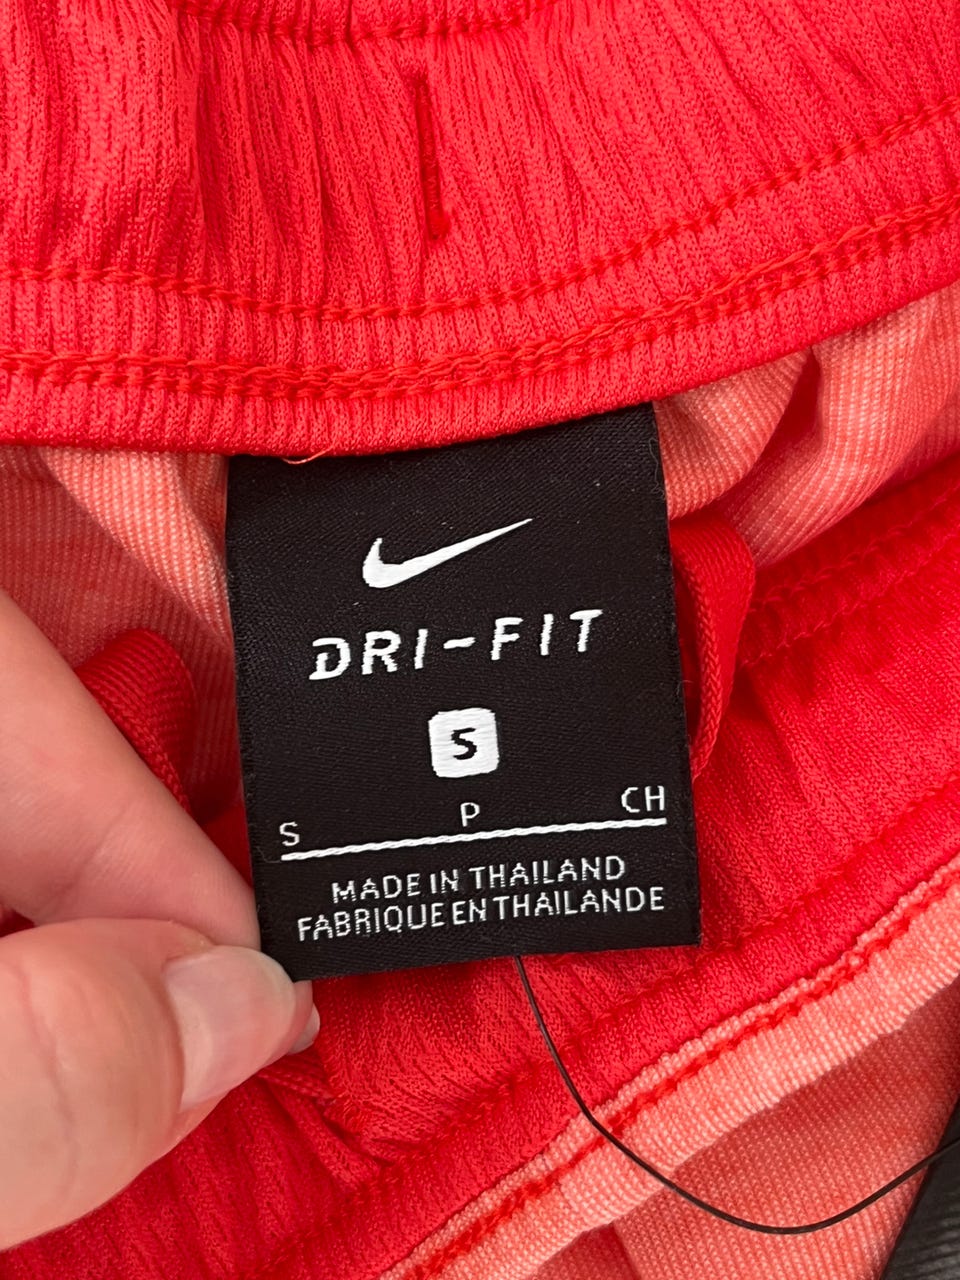 DRI-FIT
S
S P CH
MADE IN THAILAND
FABRIQUE EN THAILANDE